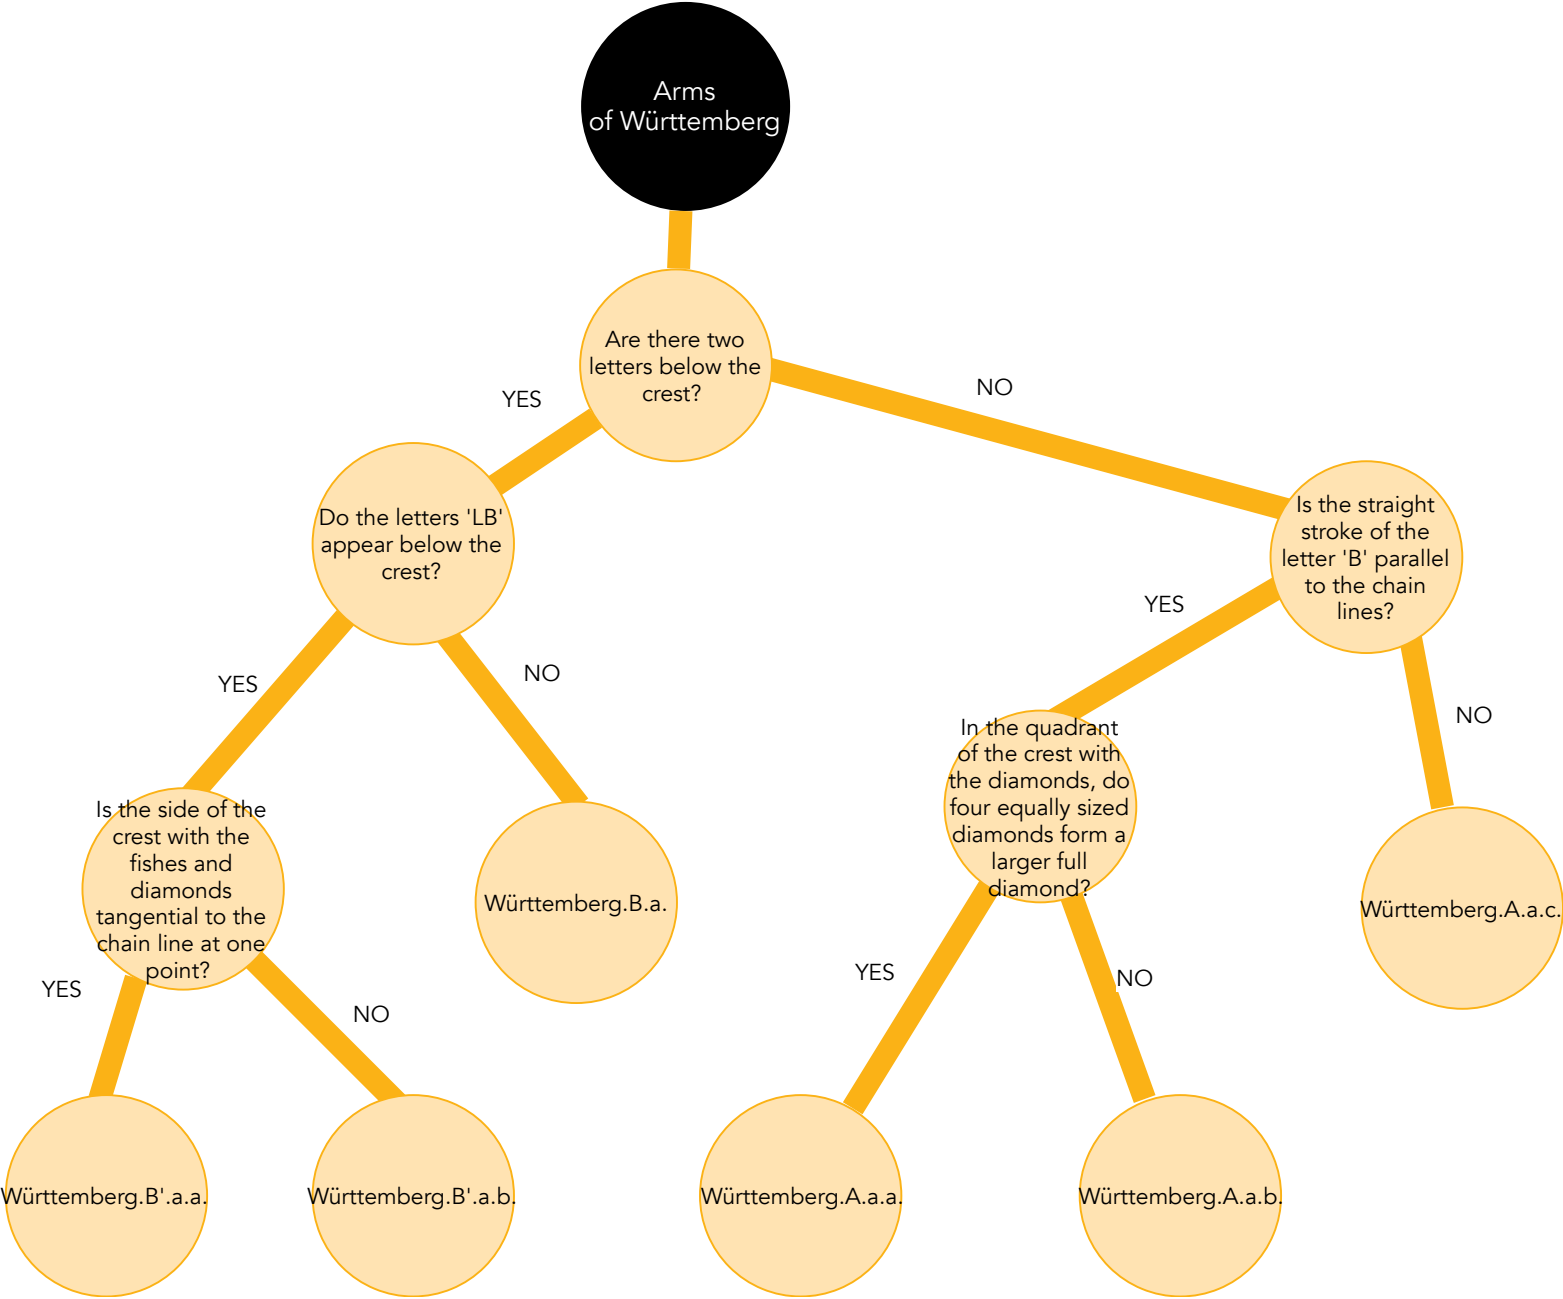 Arms
of Württemberg
Are there two
letters below the
crest?
YES
NO
Do the letters 'LB'
appear below the
crest?
Is the straight
stroke of the
letter 'B' parallel
to the chain
lines?
YES
NO
YES
NO
Is the side of the
crest with the
fishes and
diamonds
tangential to the
chain line at one
point?
Württemberg.B.a.
In the quadrant
of the crest with
the diamonds, do
four equally sized
diamonds form a
larger full
diamond?
Württemberg.A.a.c.
YES
NO
YES
NO
Württemberg.B'.a.a.
Württemberg.B'.a.b.
Württemberg.A.a.a.
Württemberg.A.a.b.